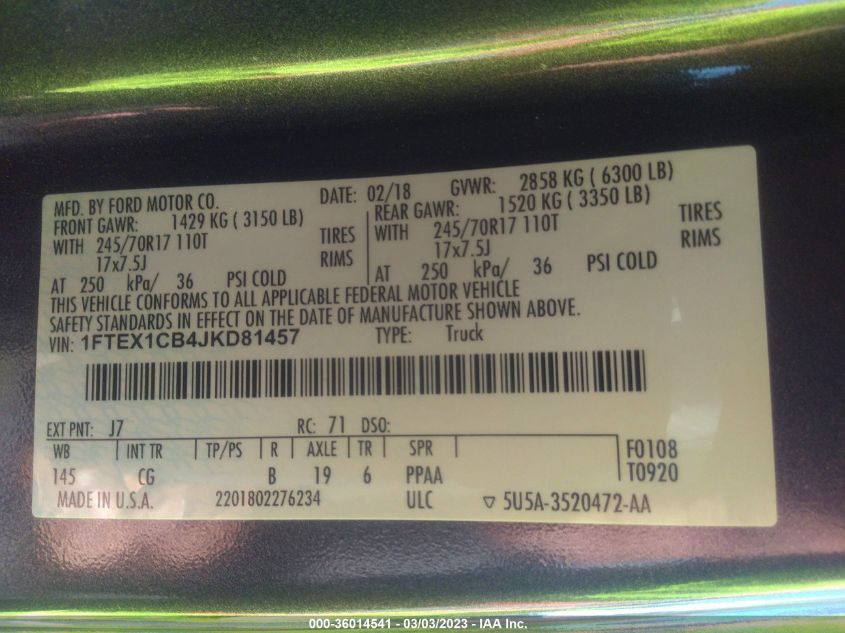 MFD. BY FORD MOTOR CO. DATE: 02/18 GVWR: 2858 KG ( 6300 LB)
FRONT GAWR: 1429 KG ( 3150 LB) REAR GAWR: 1520 KG ( 3350 LB)
WITH 245/70R17 110T TIRES WITH 245/70R17 110T TIRES
17x7.5J RIMS 17x7.5J RIMS
AT 250 kPa/ 36 PSI COLD AT 250 kPa/ 36 PSI COLD
THIS VEHICLE CONFORMS TO ALL APPLICABLE FEDERAL MOTOR VEHICLE
SAFETY STANDARDS IN EFFECT ON THE DATE OF MANUFACTURE SHOWN ABOVE.
VIN: 1FTEX1CB4JKD81457 TYPE: Truck
EXT PNT: J7 RC: 71 DSO:
WB INT TR TP/PS R AXLE TR SPR F0108
145 CG B 19 6 PPAA T0920
MADE IN U.S.A. 2201802276234 ULC ▽ 5U5A-3520472-AA
000-36014541 - 03/03/2023 - IAA Inc.